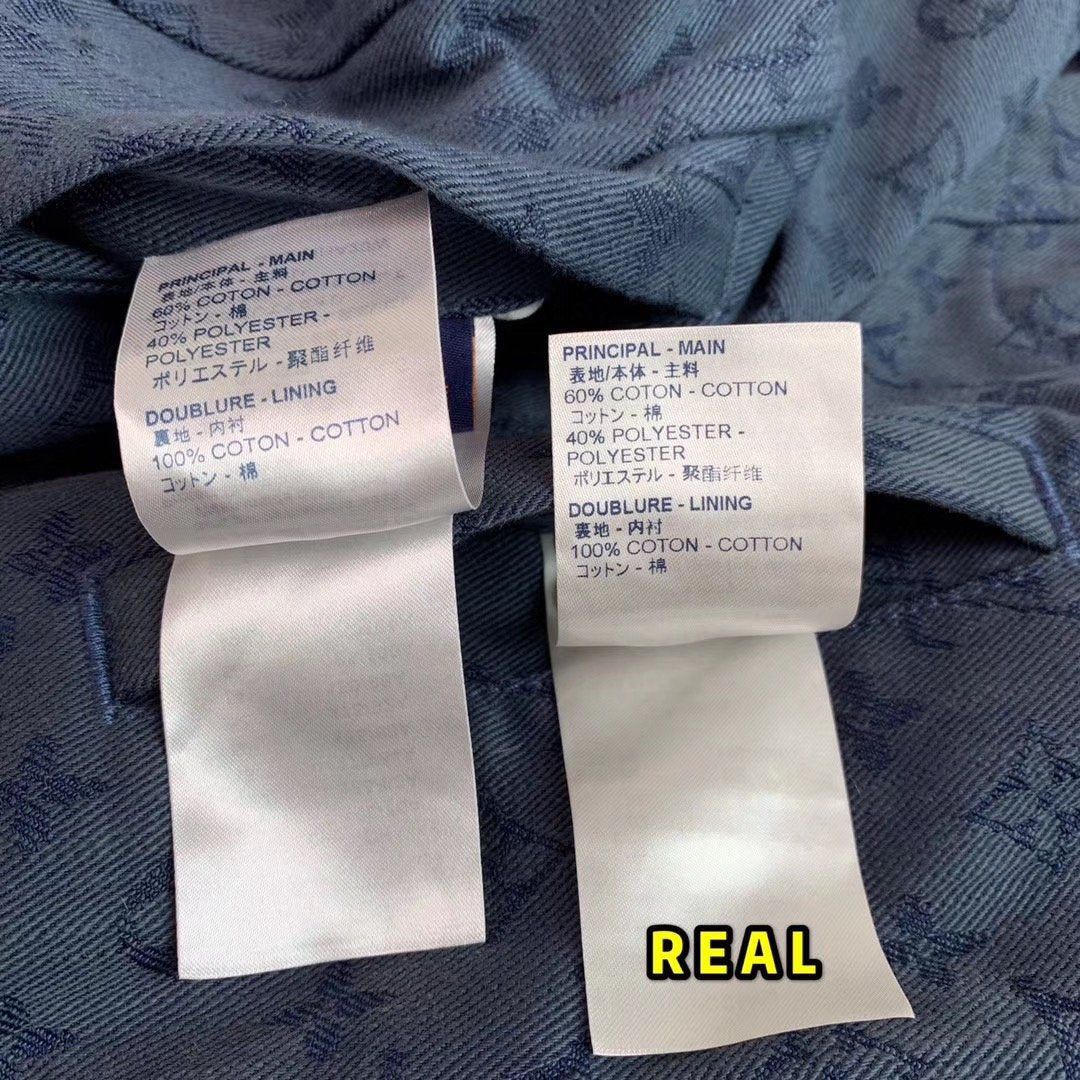 PRINCIPAL - MAIN
表地/本体 - 主料
60% COTON - COTTON
コットン - 棉
40% POLYESTER -
POLYESTER
ポリエステル - 聚酯纤维
DOUBLURE - LINING
裏地 - 内衬
100% COTON - COTTON
コットン - 棉
PRINCIPAL - MAIN
表地/本体 - 主料
60% COTON - COTTON
コットン - 棉
40% POLYESTER -
POLYESTER
ポリエステル - 聚酯纤维
DOUBLURE - LINING
裏地 - 内衬
100% COTON - COTTON
コットン - 棉
REAL